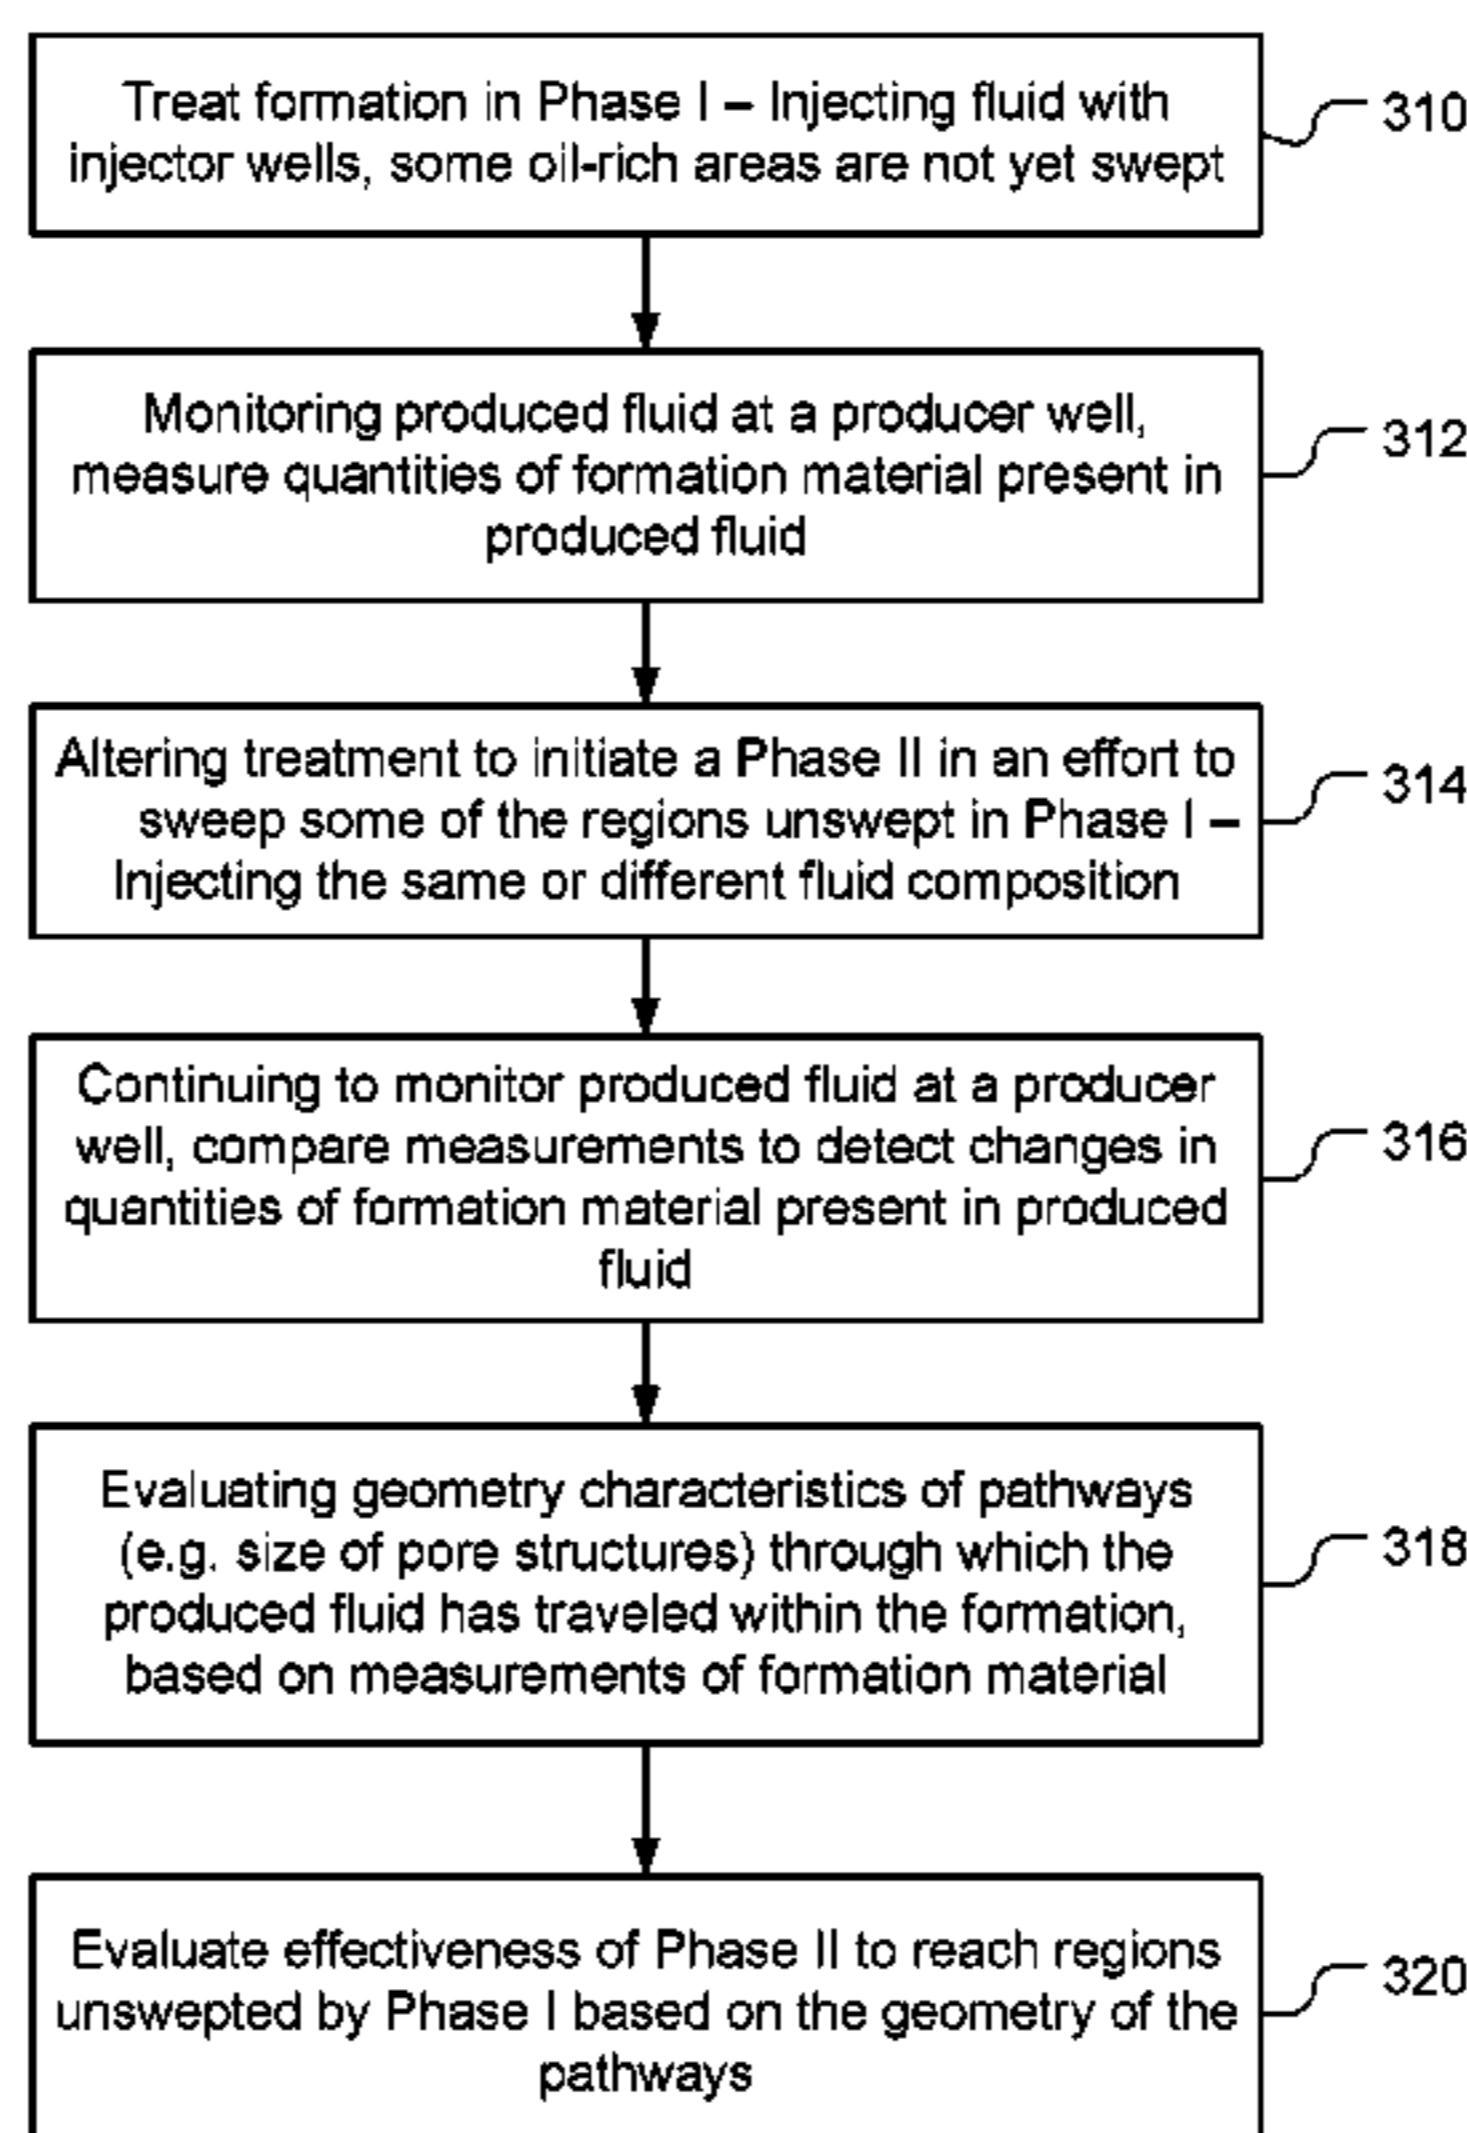 Treat formation in Phase I – Injecting fluid with
injector wells, some oil-rich areas are not yet swept
310
Monitoring produced fluid at a producer well,
measure quantities of formation material present in
produced fluid
312
Altering treatment to initiate a Phase II in an effort to
sweep some of the regions unswept in Phase I –
Injecting the same or different fluid composition
314
Continuing to monitor produced fluid at a producer
well, compare measurements to detect changes in
quantities of formation material present in produced
fluid
316
Evaluating geometry characteristics of pathways
(e.g. size of pore structures) through which the
produced fluid has traveled within the formation,
based on measurements of formation material
318
Evaluate effectiveness of Phase II to reach regions
unswepted by Phase I based on the geometry of the
pathways
320